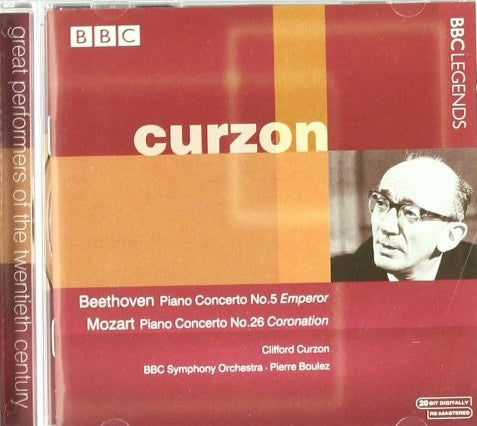 great performers of the twentieth century
BBC
BBC LEGENDS
curzon
Beethoven Piano Concerto No.5 Emperor
Mozart Piano Concerto No.26 Coronation
Clifford Curzon
BBC Symphony Orchestra · Pierre Boulez
20 BIT DIGITALLY
RE-MASTERED